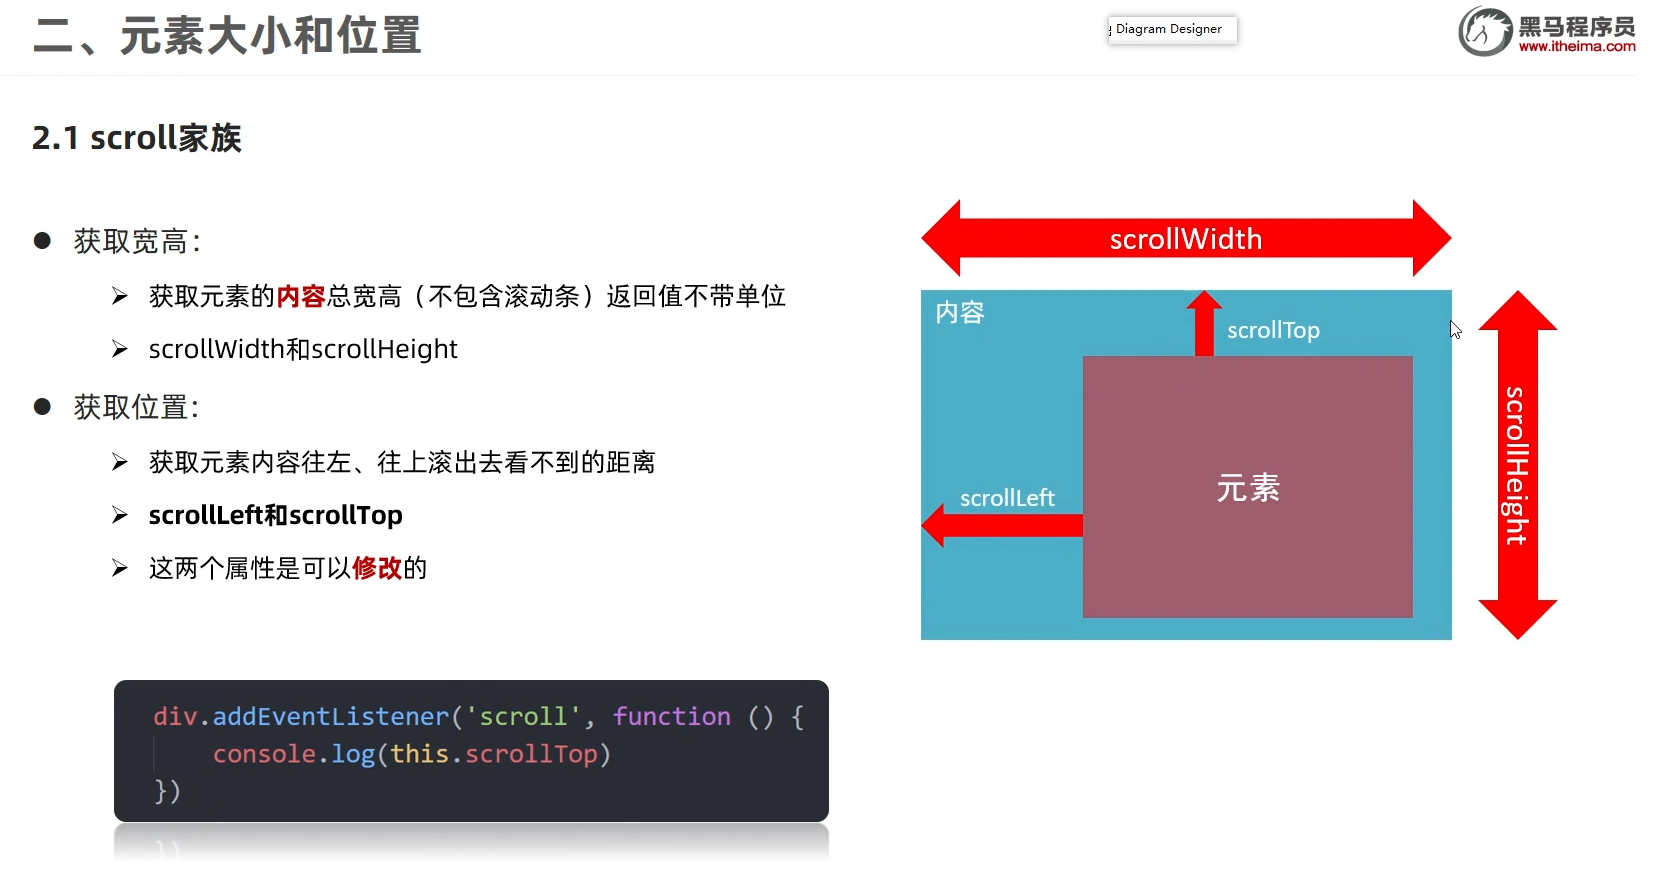 二、元素大小和位置
Diagram Designer
黑马程序员
www.itheima.com
2.1 scroll家族
● 获取宽高：
➢ 获取元素的内容总宽高（不包含滚动条）返回值不带单位
➢ scrollWidth和scrollHeight
● 获取位置：
➢ 获取元素内容往左、往上滚出去看不到的距离
➢ scrollLeft和scrollTop
➢ 这两个属性是可以修改的
div.addEventListener('scroll', function () {
    console.log(this.scrollTop)
})
scrollWidth
内容
scrollTop
scrollLeft
元素
scrollHeight